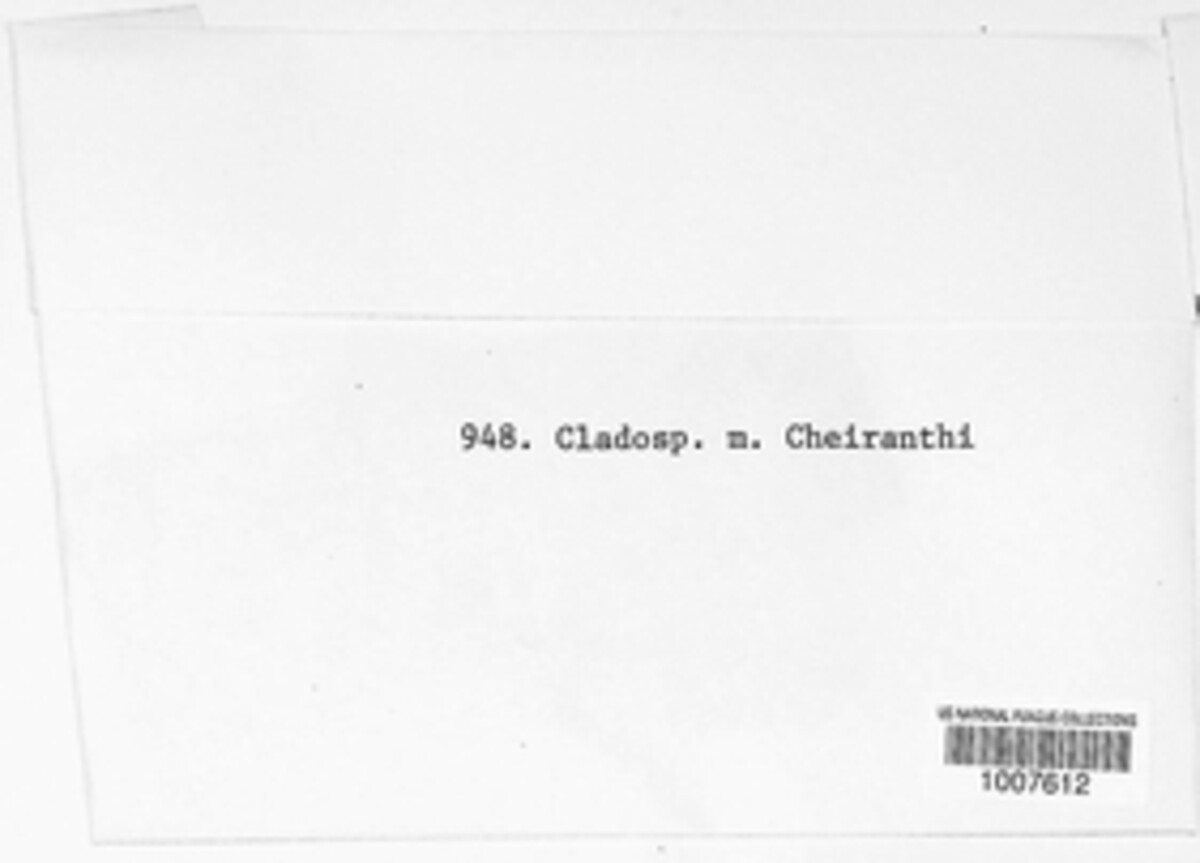 948. Cladosp. m. Cheiranthi
US NATIONAL FUNGUS COLLECTIONS
1007612